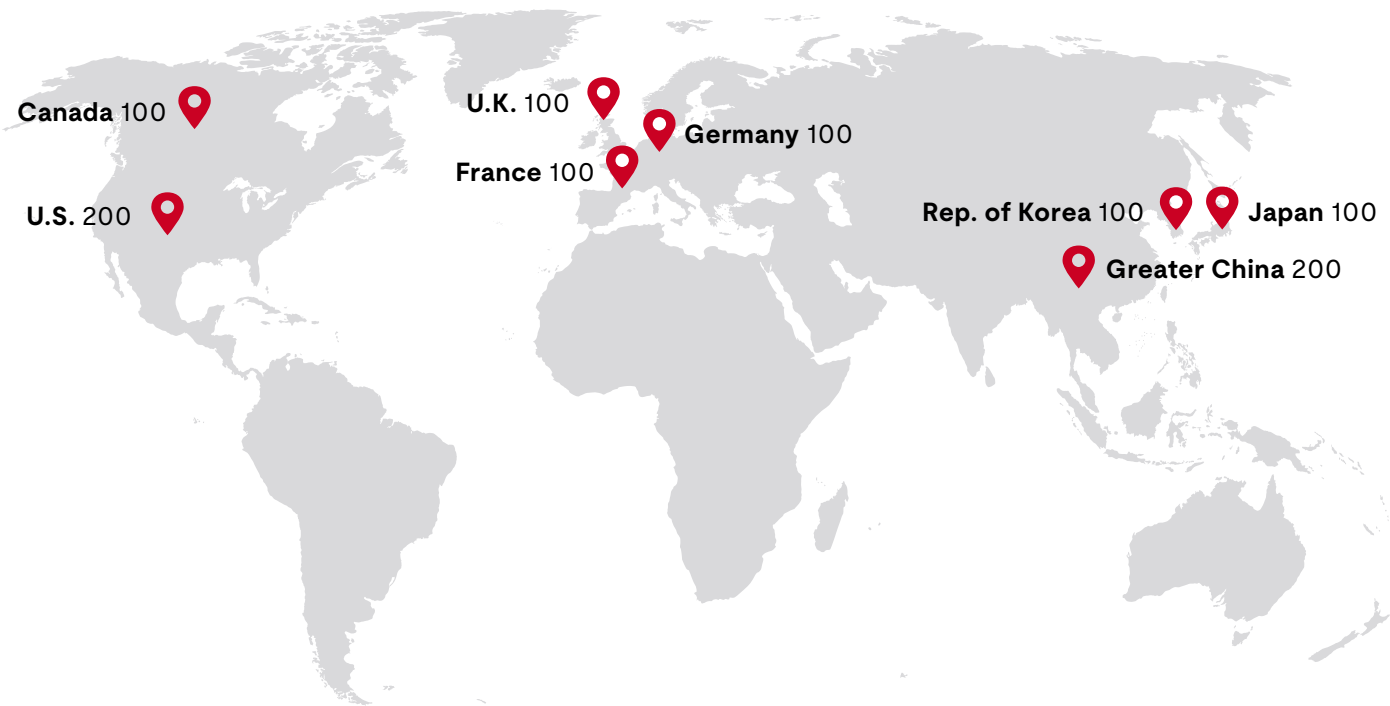 Canada 100
U.K. 100
Germany 100
France 100
U.S. 200
Rep. of Korea 100
Japan 100
Greater China 200